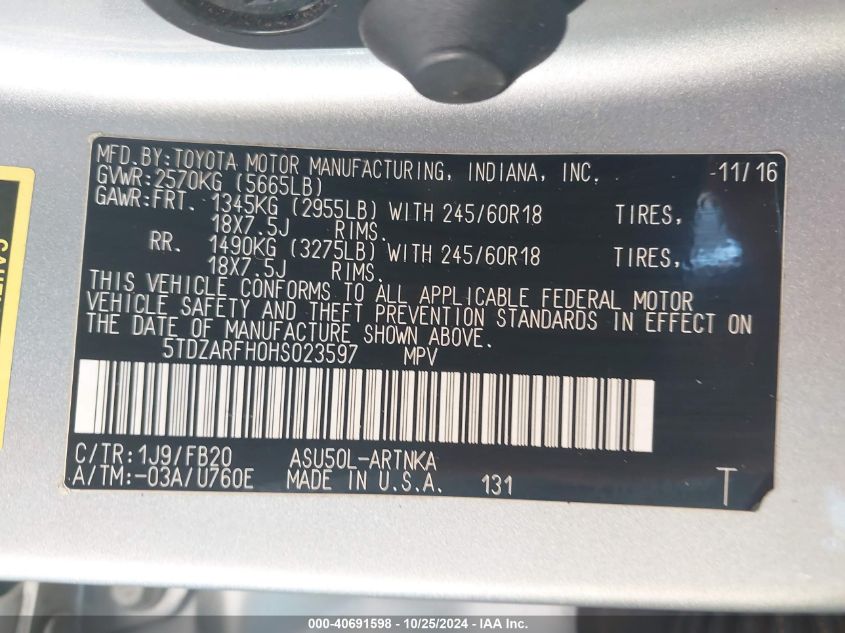 MFD.BY:TOYOTA MOTOR MANUFACTURING, INDIANA, INC. 11/16
GVWR:2570KG (5665LB)
GAWR:FRT. 1345KG (2955LB) WITH 245/60R18 TIRES,
18X7.5J RIMS.
RR. 1490KG (3275LB) WITH 245/60R18 TIRES,
18X7.5J RIMS.
THIS VEHICLE CONFORMS TO ALL APPLICABLE FEDERAL MOTOR
VEHICLE SAFETY AND THEFT PREVENTION STANDARDS IN EFFECT ON
THE DATE OF MANUFACTURE SHOWN ABOVE.
5TDZARFH0HS023597 MPV
C/TR:1J9/FB20 ASU50L-ARTNKA
A/TM:-03A/U760E MADE IN U.S.A. 131 T
000-40691598 - 10/25/2024 - © IAA Inc.